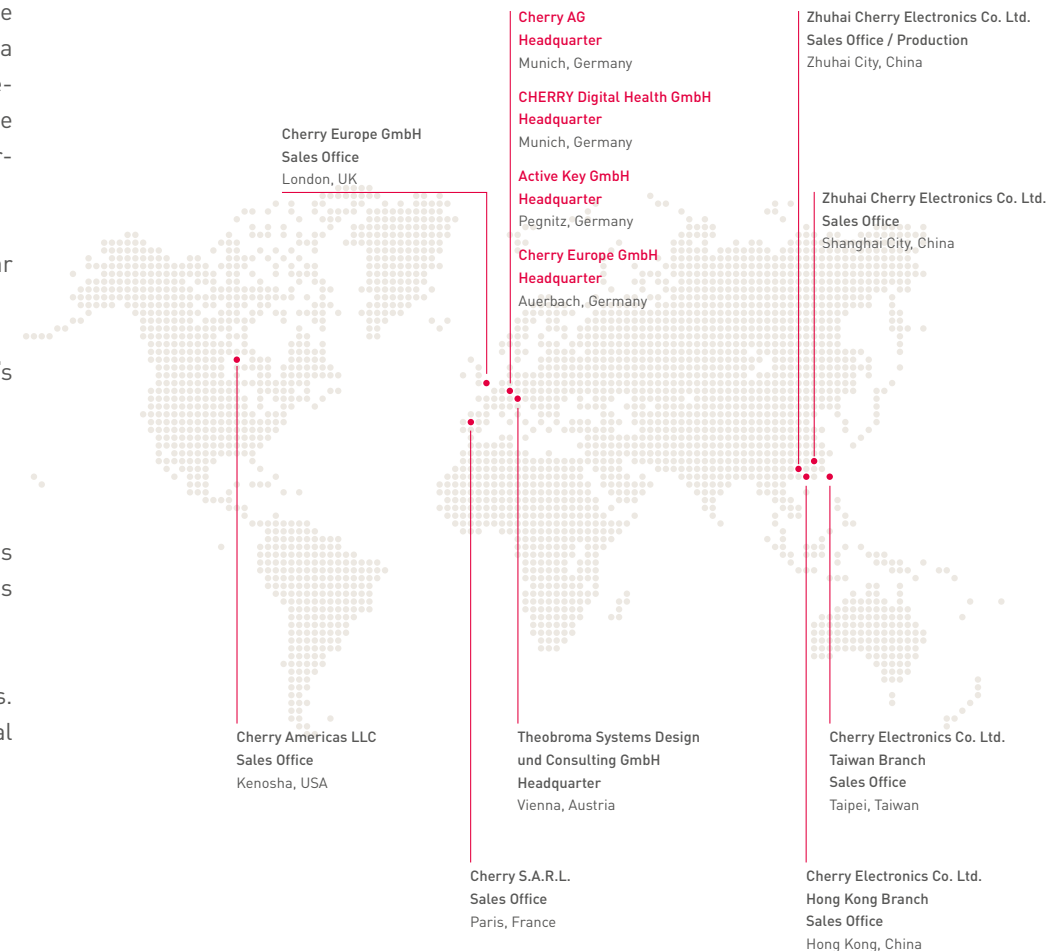 e
a
e-
e
r-
ar
's
s
s
s.
al
Cherry Europe GmbH
Sales Office
London, UK
Cherry AG
Headquarter
Munich, Germany
CHERRY Digital Health GmbH
Headquarter
Munich, Germany
Active Key GmbH
Headquarter
Pegnitz, Germany
Cherry Europe GmbH
Headquarter
Auerbach, Germany
Zhuhai Cherry Electronics Co. Ltd.
Sales Office / Production
Zhuhai City, China
Zhuhai Cherry Electronics Co. Ltd.
Sales Office
Shanghai City, China
Cherry Americas LLC
Sales Office
Kenosha, USA
Theobroma Systems Design
und Consulting GmbH
Headquarter
Vienna, Austria
Cherry Electronics Co. Ltd.
Taiwan Branch
Sales Office
Taipei, Taiwan
Cherry S.A.R.L.
Sales Office
Paris, France
Cherry Electronics Co. Ltd.
Hong Kong Branch
Sales Office
Hong Kong, China